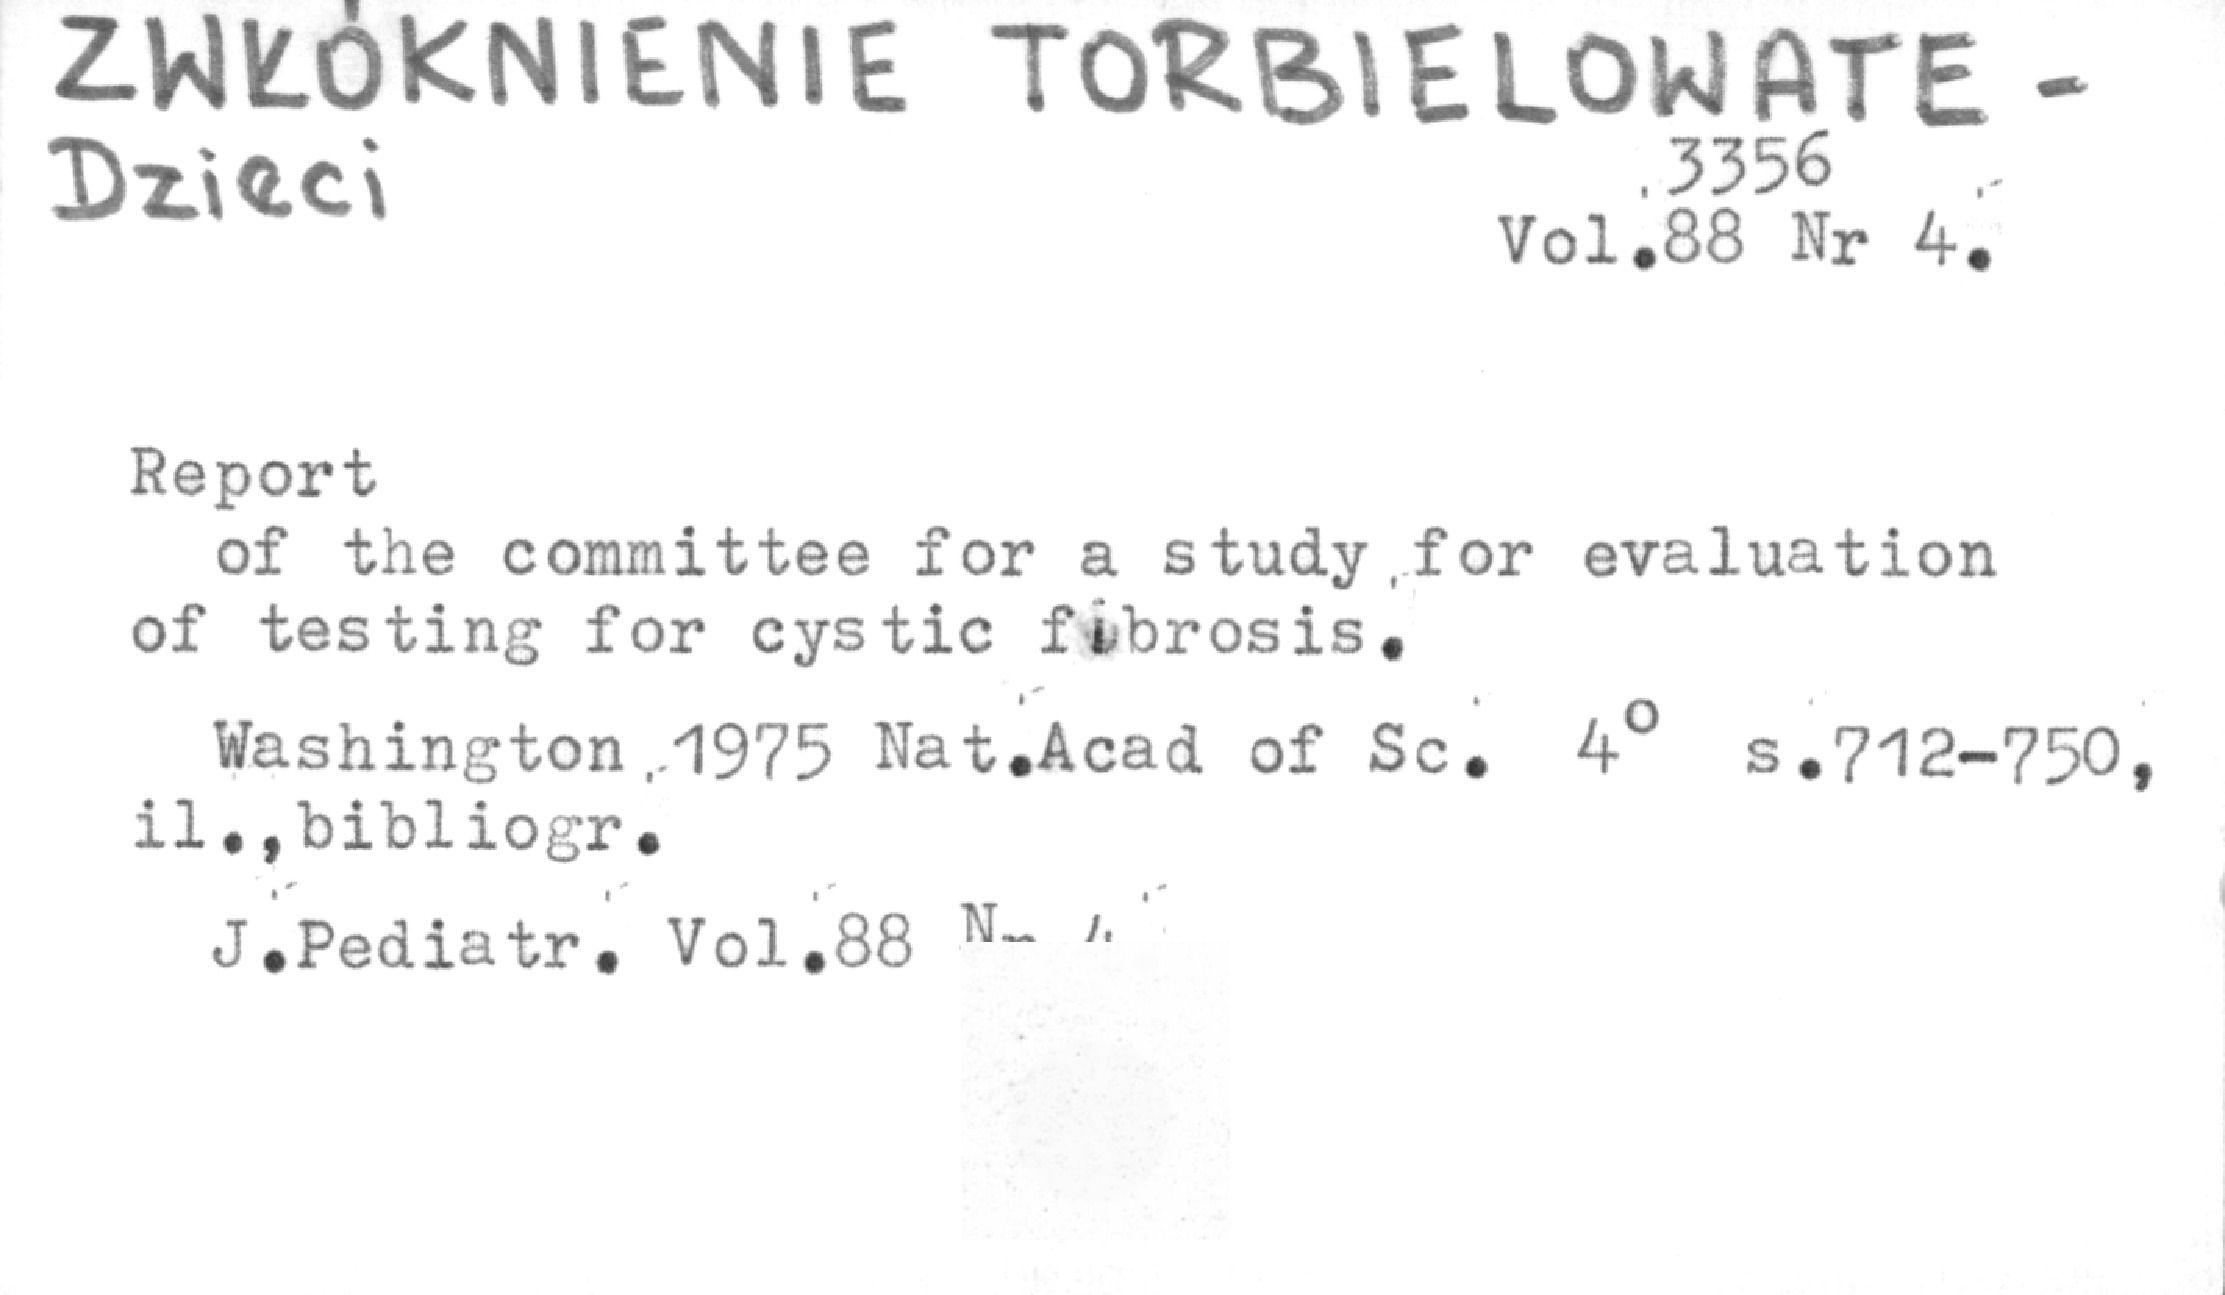 ZWŁÓKNIENIE TORBIELOWATE -
Dzieci
3356
Vol.88 Nr 4.
Report
of the committee for a study for evaluation
of testing for cystic fibrosis.
Washington 1975 Nat.Acad of Sc. 4° s.712-750,
il.,bibliogr.
J.Pediatr. Vol.88